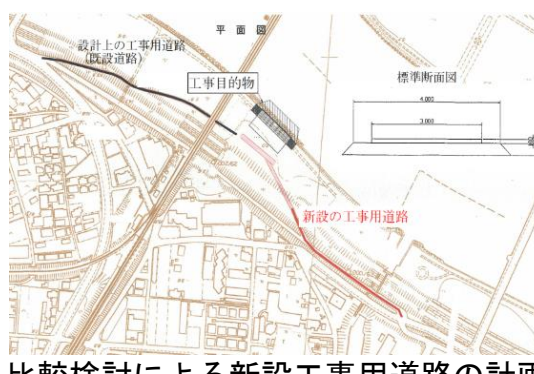 平 面 図
設計上の工事用道路
(既設道路)
工事目的物
標準断面図
4.000
3.000
新設の工事用道路
比較検討による新設工事用道路の計画